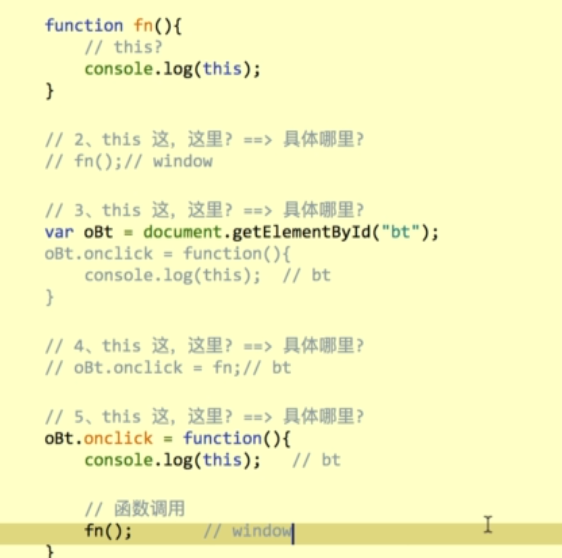 function fn(){
// this?
console.log(this);
}
// 2、this 这，这里? ==> 具体哪里?
// fn();// window
// 3、this 这，这里? ==> 具体哪里?
var oBt = document.getElementById("bt");
oBt.onclick = function(){
console.log(this);  // bt
}
// 4、this 这，这里? ==> 具体哪里?
// oBt.onclick = fn;// bt
// 5、this 这，这里? ==> 具体哪里?
oBt.onclick = function(){
console.log(this);   // bt
// 函数调用
fn();       // window
}